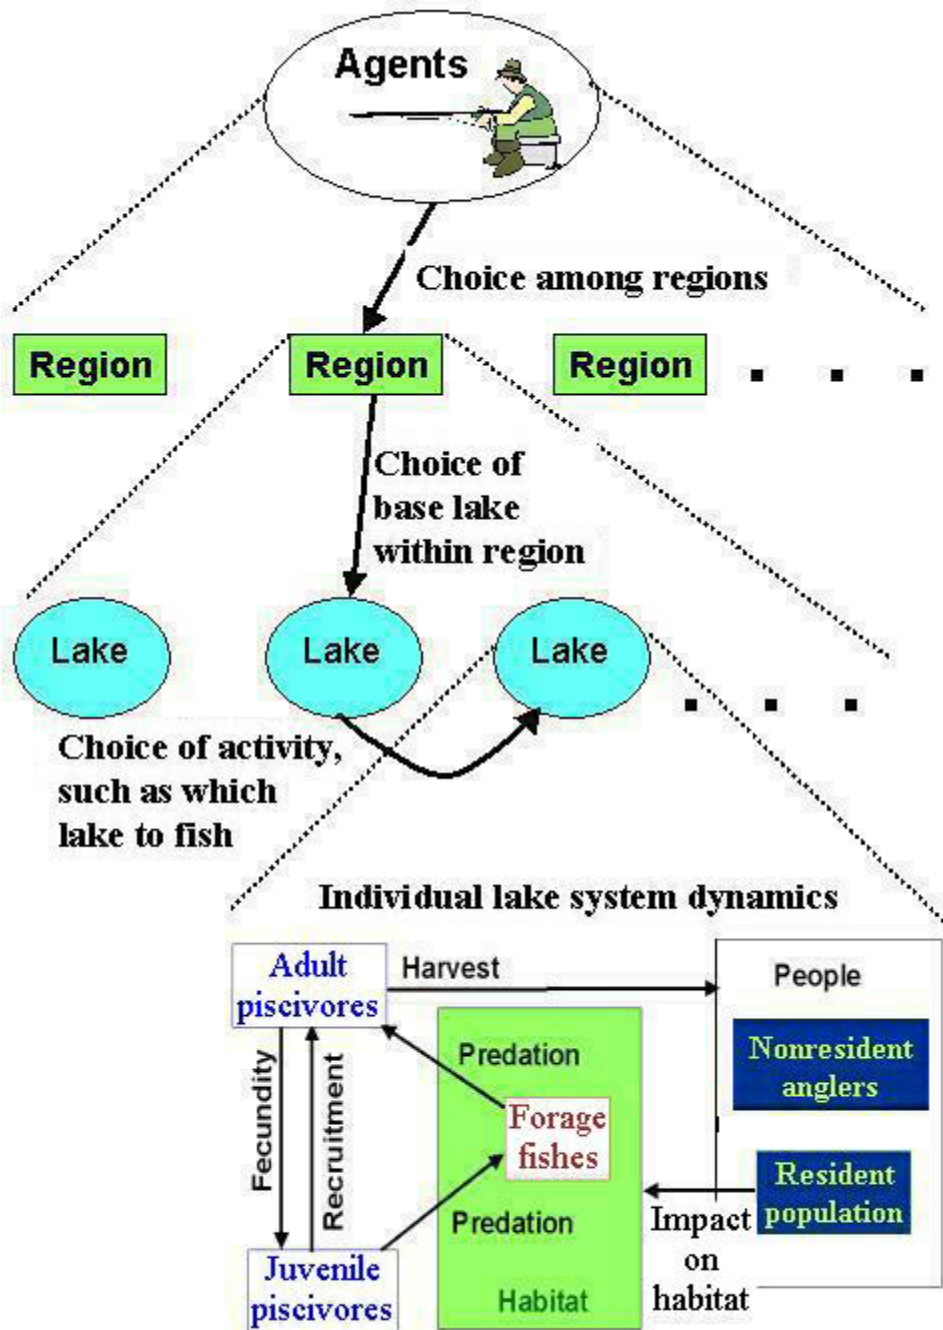 Agents
Choice among regions
Region
Region
Region
Choice of
base lake
within region
Lake
Lake
Lake
Choice of activity,
such as which
lake to fish
Individual lake system dynamics
Adult
piscivores
Harvest
People
Predation
Nonresident
anglers
Fecundity
Recruitment
Forage
fishes
Resident
population
Predation
Impact
on
habitat
Juvenile
piscivores
Habitat